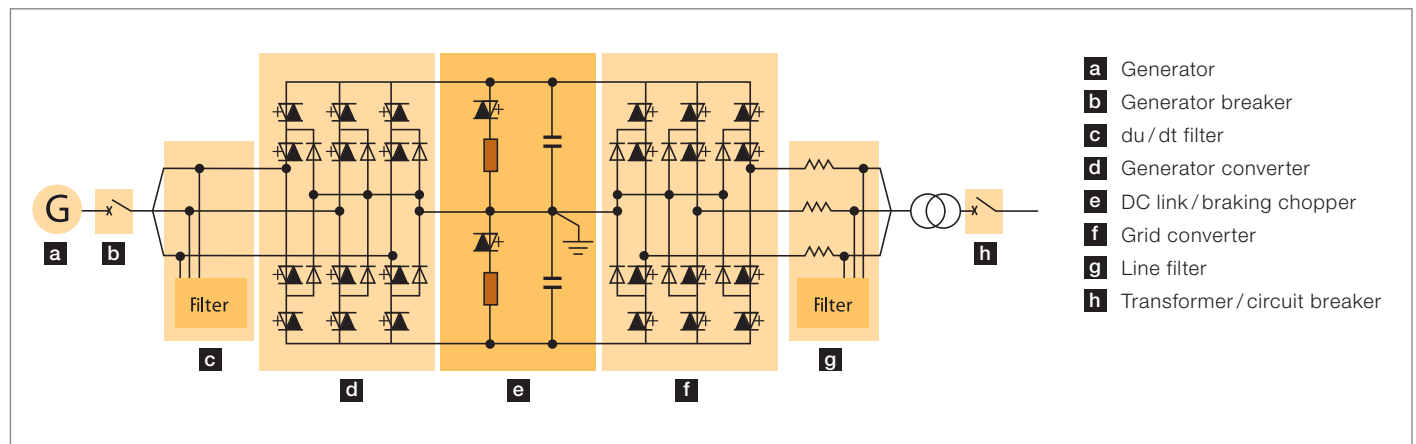 G
a
b
Filter
c
d
e
f
Filter
g
h
a Generator
b Generator breaker
c du/dt filter
d Generator converter
e DC link/braking chopper
f Grid converter
g Line filter
h Transformer/circuit breaker